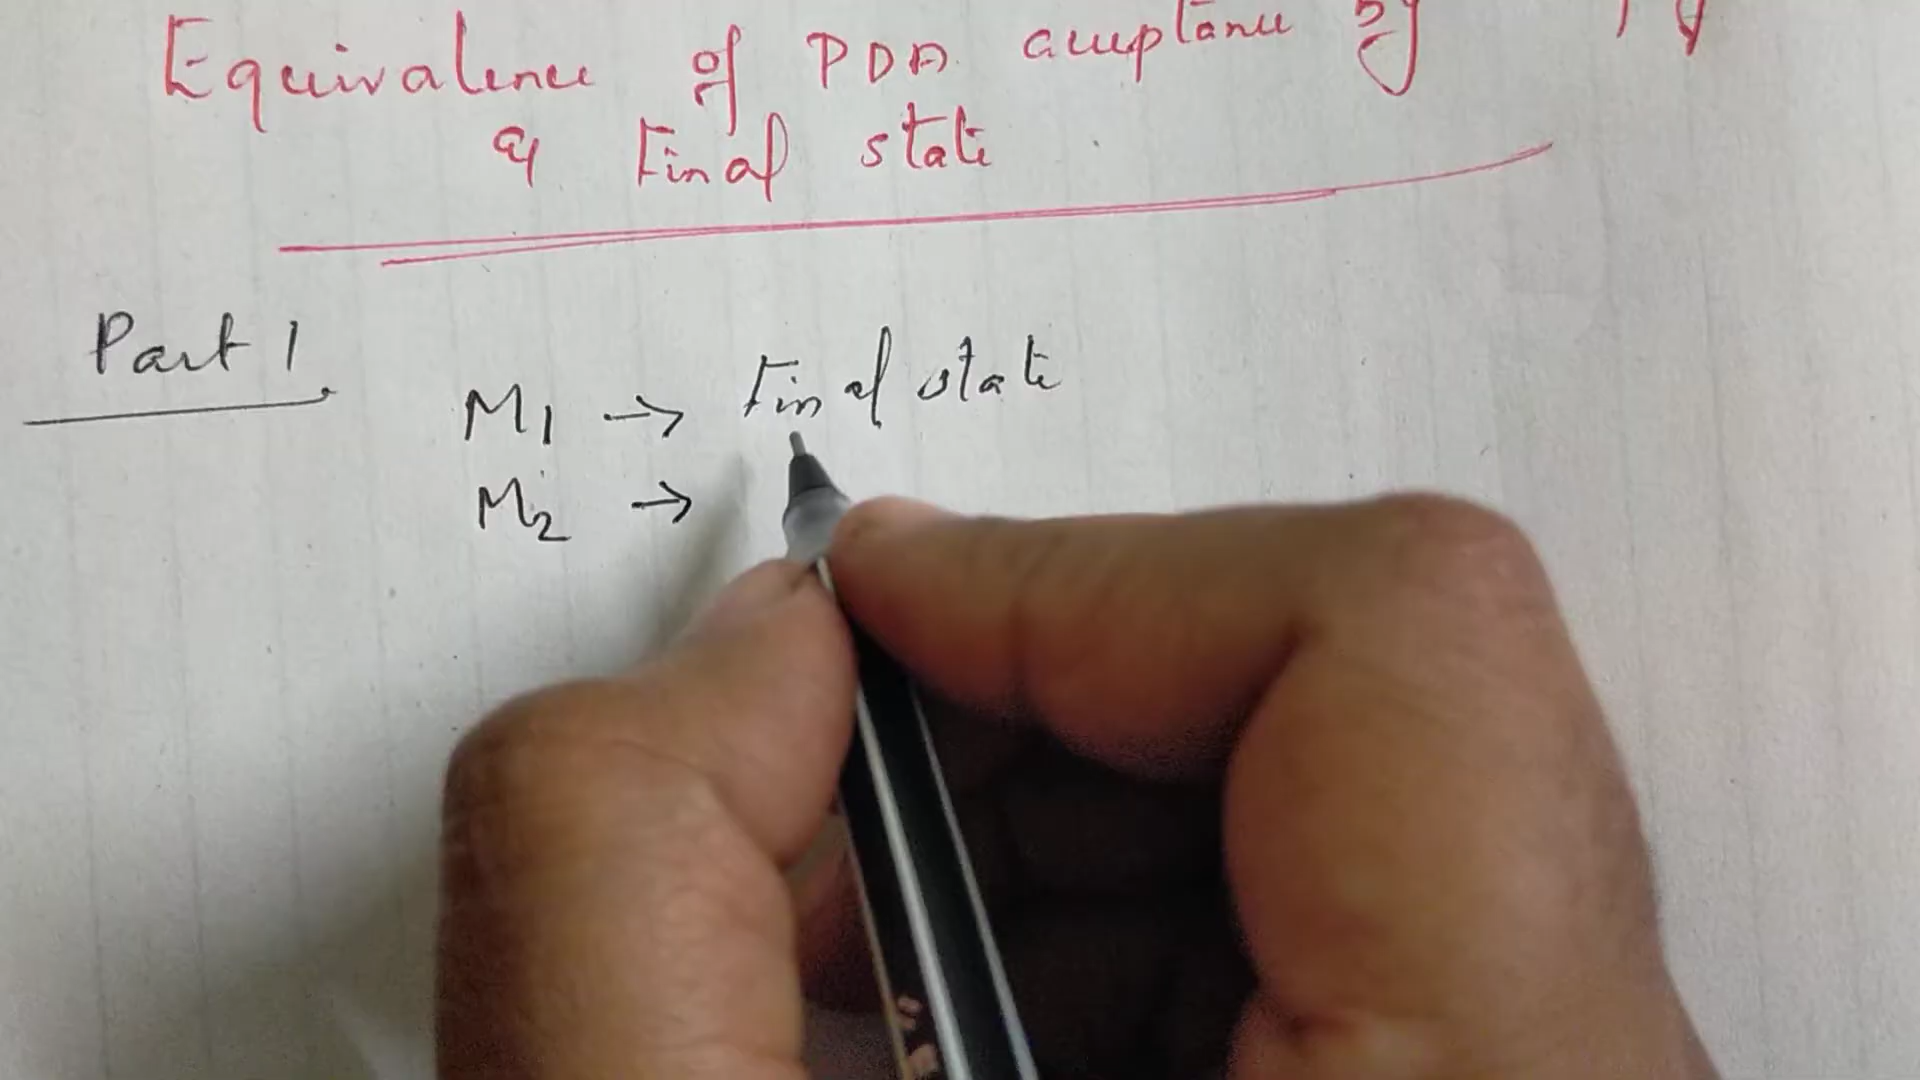 Equivalence of PDA acceptance by
& Final state
Part 1.
M1 → Final state
M2 →